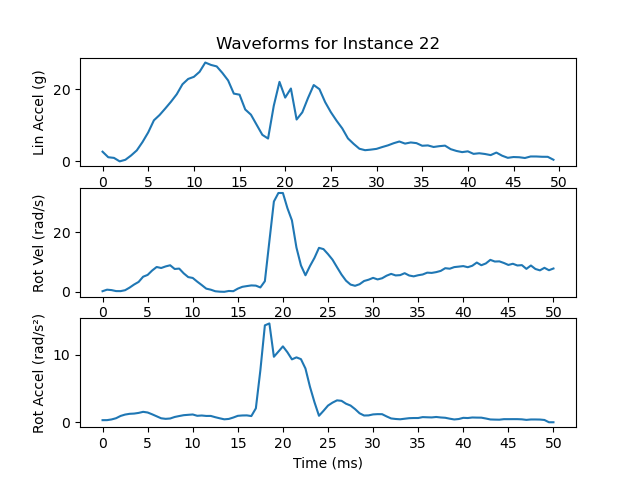 Waveforms for Instance 22
Lin Accel (g)
20
0
0 5 10 15 20 25 30 35 40 45 50
Rot Vel (rad/s)
20
0
0 5 10 15 20 25 30 35 40 45 50
Rot Accel (rad/s²)
10
0
0 5 10 15 20 25 30 35 40 45 50
Time (ms)